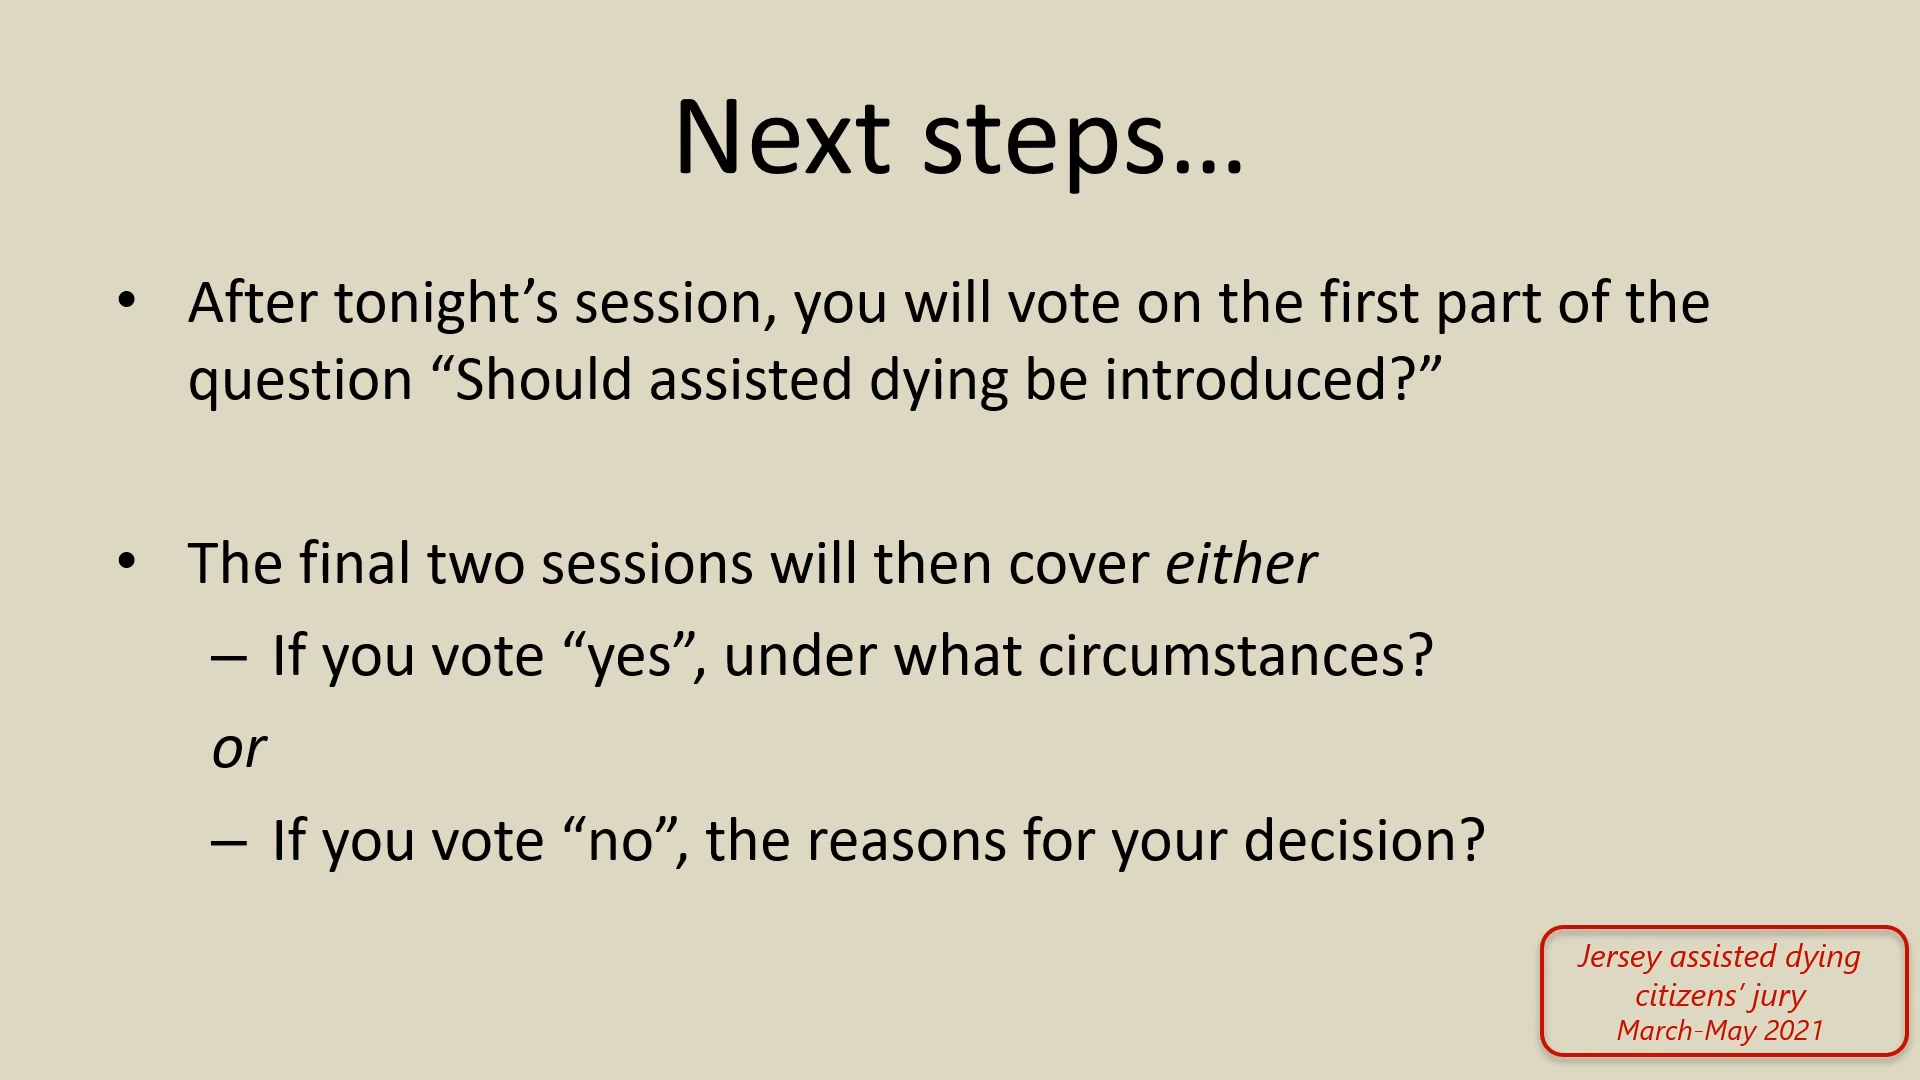 Next steps…
• After tonight’s session, you will vote on the first part of the
question “Should assisted dying be introduced?”
• The final two sessions will then cover either
– If you vote “yes”, under what circumstances?
or
– If you vote “no”, the reasons for your decision?
Jersey assisted dying
citizens’ jury
March-May 2021